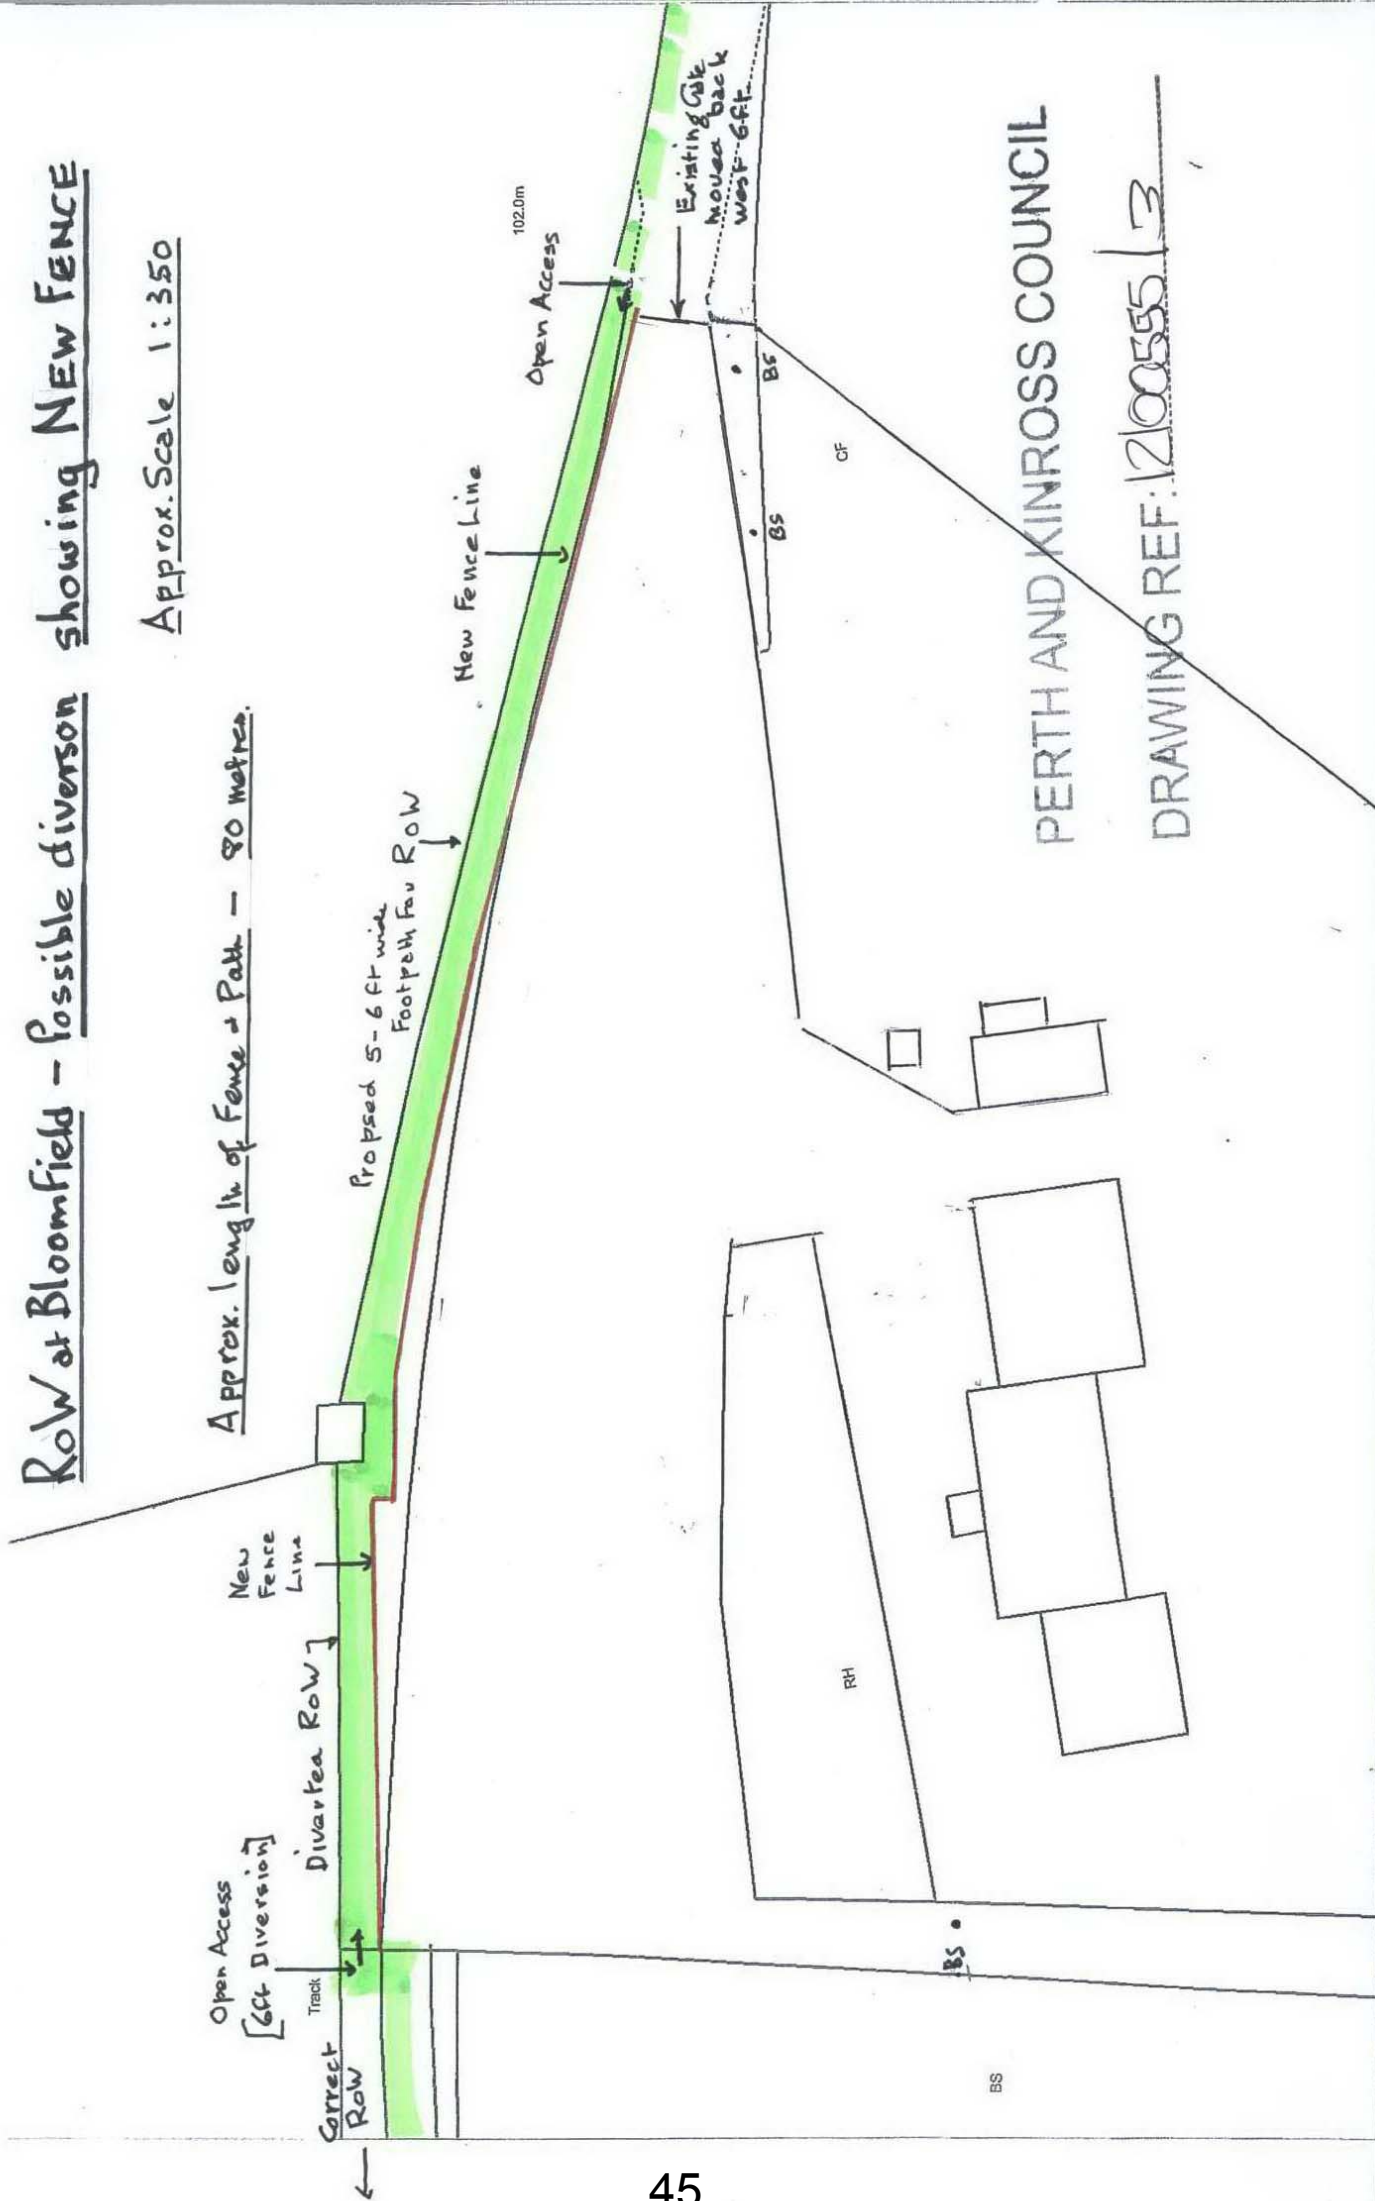 RoW at Bloomfield – Possible diverson showing NEW FENCE
Approx. Scale 1:350
Approx. length of Fence & Path – 80 metres.
Open Access
[6ft Diversion]
Track
Correct
RoW
Diverted RoW
New
Fence
Line
Propsed 5-6 ft wide
Footpath For RoW
New Fence Line
Open Access
102.0m
Existing Gate
moved back
west 6ft
BS
BS
CF
RH
BS
BS
PERTH AND KINROSS COUNCIL
DRAWING REF: 12/00555/3
45